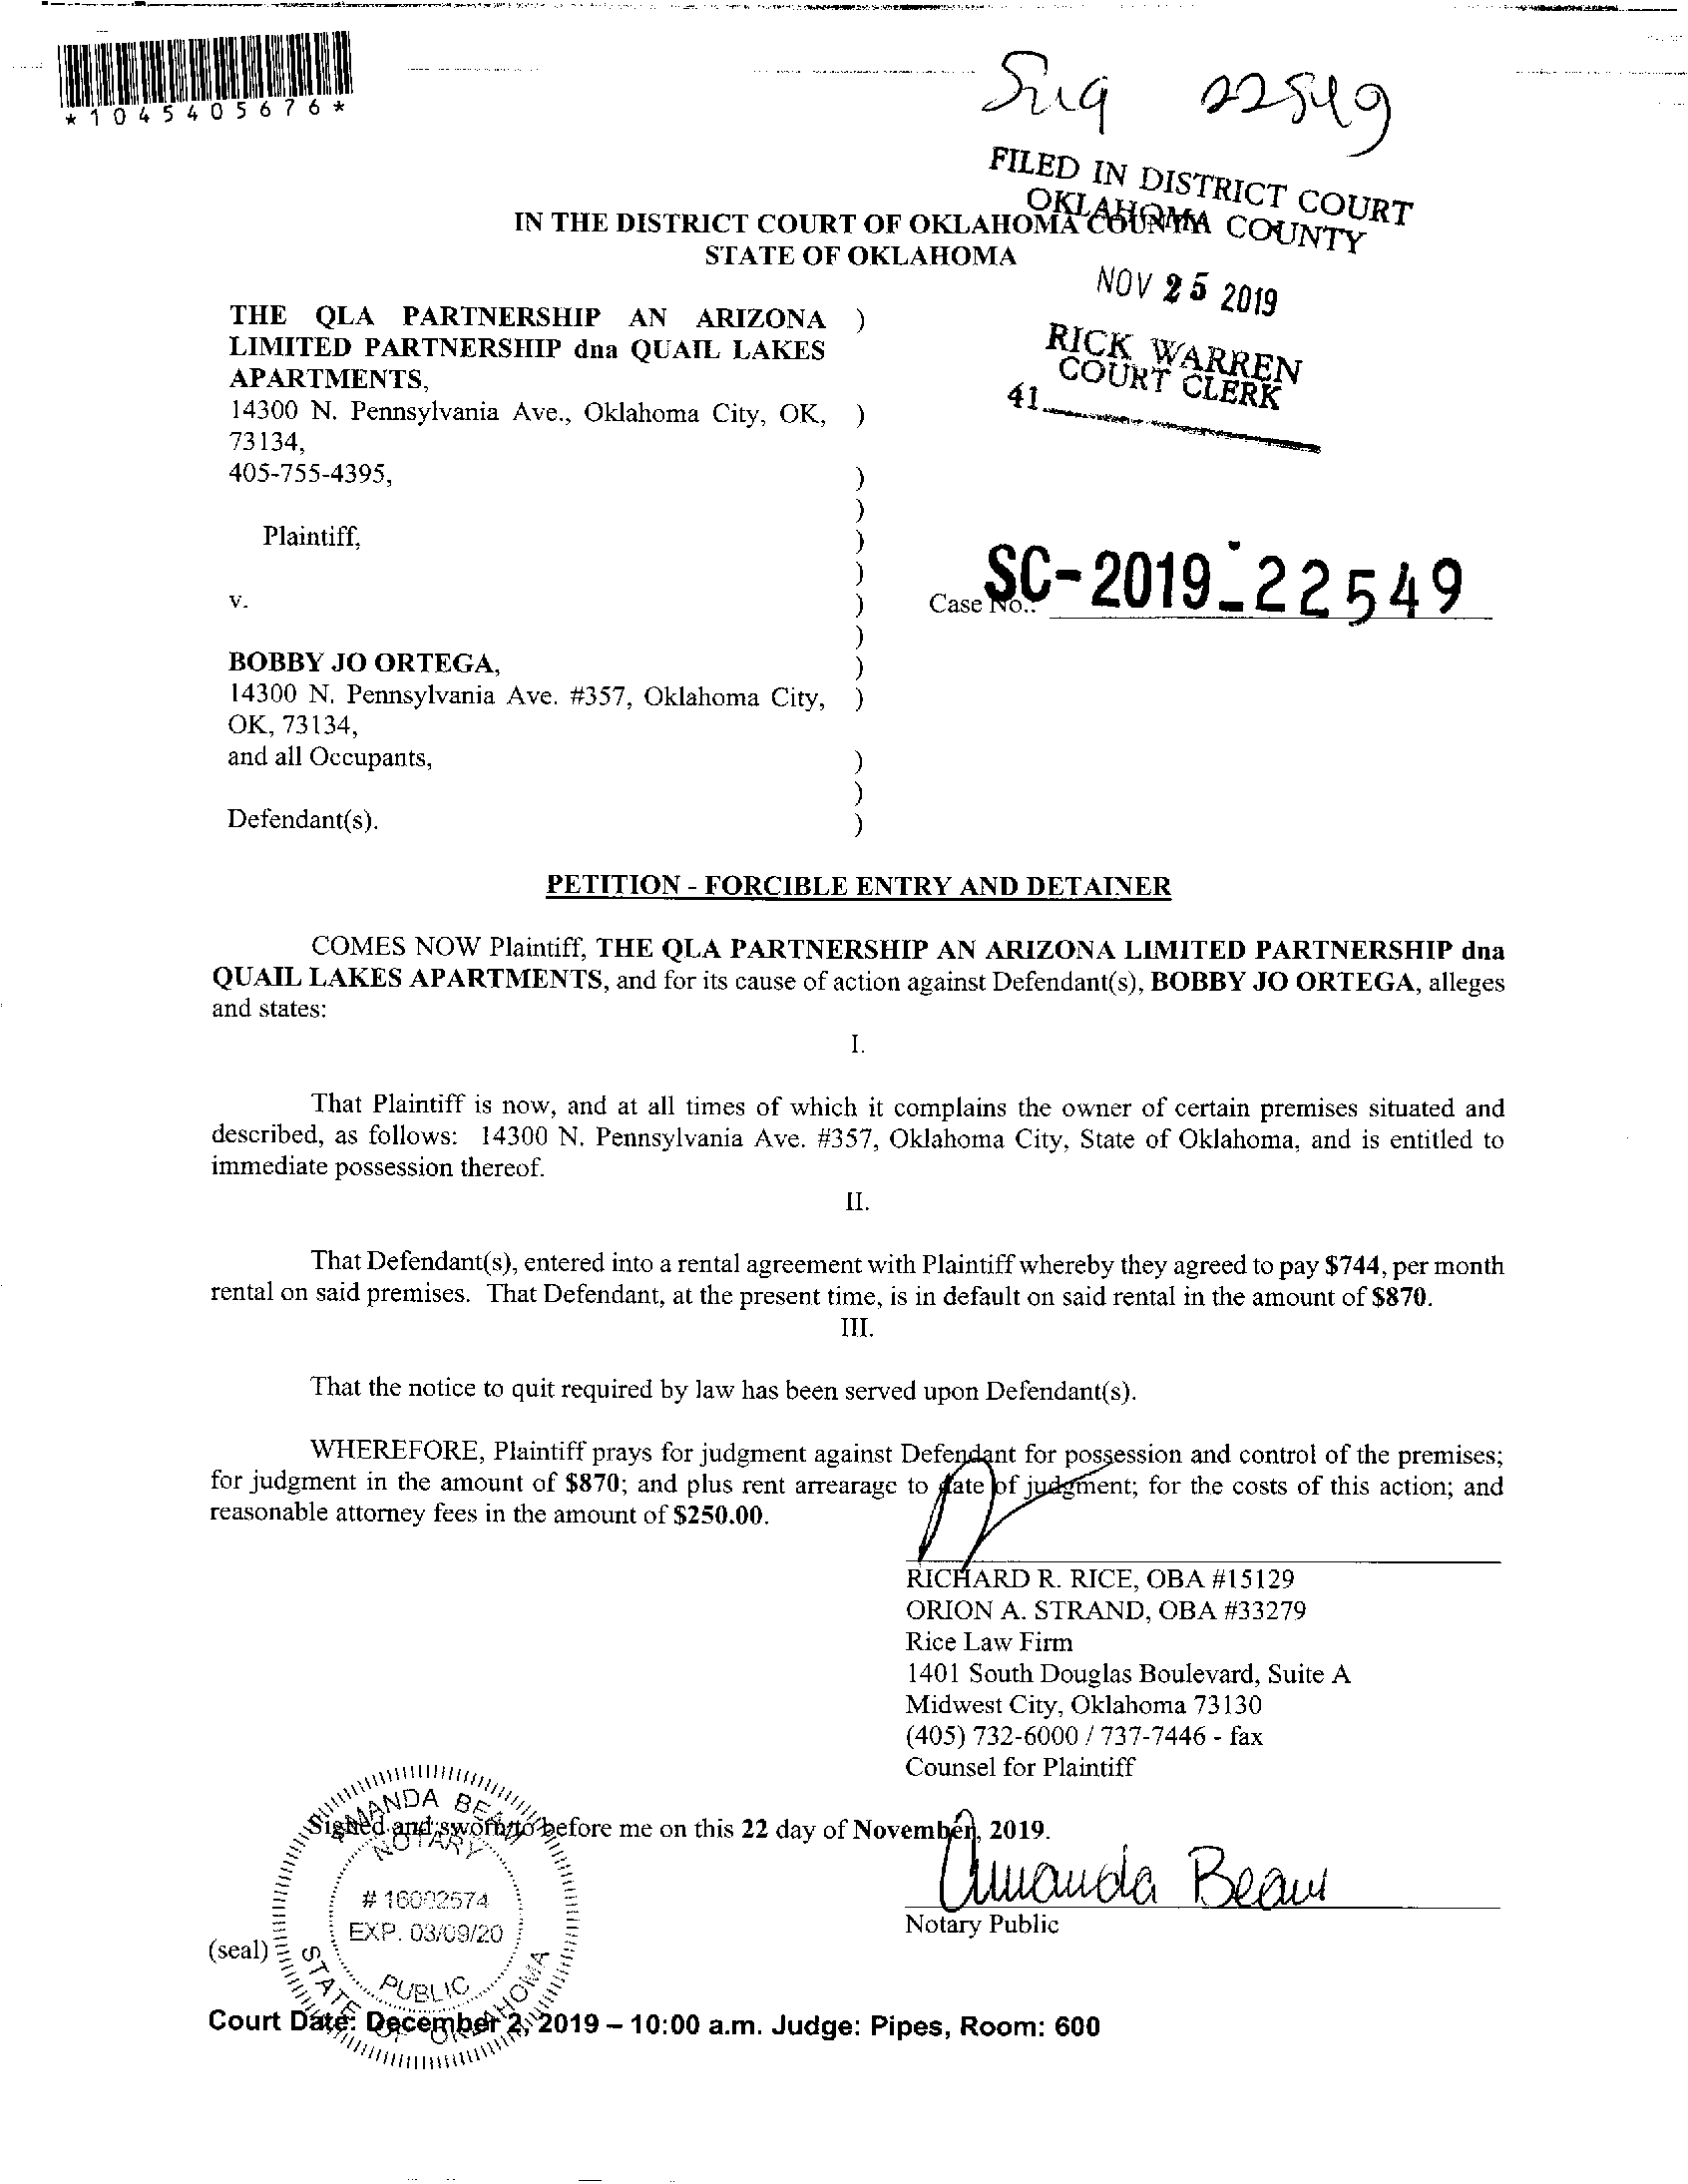 *1045405676*
22549
FILED IN DISTRICT COURT
OKLAHOMA COUNTY
IN THE DISTRICT COURT OF OKLAHOMA COUNTY
STATE OF OKLAHOMA
NOV 25 2019
RICK WARREN
COURT CLERK
41
THE QLA PARTNERSHIP AN ARIZONA )
LIMITED PARTNERSHIP dna QUAIL LAKES
APARTMENTS,
14300 N. Pennsylvania Ave., Oklahoma City, OK, )
73134,
405-755-4395, )
)
Plaintiff, )
)
v. )
Case No.: SC-2019-22549
)
BOBBY JO ORTEGA, )
14300 N. Pennsylvania Ave. #357, Oklahoma City, )
OK, 73134,
and all Occupants, )
)
Defendant(s). )
PETITION - FORCIBLE ENTRY AND DETAINER
COMES NOW Plaintiff, THE QLA PARTNERSHIP AN ARIZONA LIMITED PARTNERSHIP dna
QUAIL LAKES APARTMENTS, and for its cause of action against Defendant(s), BOBBY JO ORTEGA, alleges
and states:
I.
That Plaintiff is now, and at all times of which it complains the owner of certain premises situated and
described, as follows: 14300 N. Pennsylvania Ave. #357, Oklahoma City, State of Oklahoma, and is entitled to
immediate possession thereof.
II.
That Defendant(s), entered into a rental agreement with Plaintiff whereby they agreed to pay $744, per month
rental on said premises. That Defendant, at the present time, is in default on said rental in the amount of $870.
III.
That the notice to quit required by law has been served upon Defendant(s).
WHEREFORE, Plaintiff prays for judgment against Defendant for possession and control of the premises;
for judgment in the amount of $870; and plus rent arrearage to date of judgment; for the costs of this action; and
reasonable attorney fees in the amount of $250.00.
RICHARD R. RICE, OBA #15129
ORION A. STRAND, OBA #33279
Rice Law Firm
1401 South Douglas Boulevard, Suite A
Midwest City, Oklahoma 73130
(405) 732-6000 / 737-7446 - fax
Counsel for Plaintiff
Signed and sworn to before me on this 22 day of November, 2019.
Amanda Beam
Notary Public
AMANDA BEAM
NOTARY
# 16002574
EXP. 03/09/20
PUBLIC
STATE OF OKLAHOMA
(seal)
Court Date: December 2, 2019 – 10:00 a.m. Judge: Pipes, Room: 600